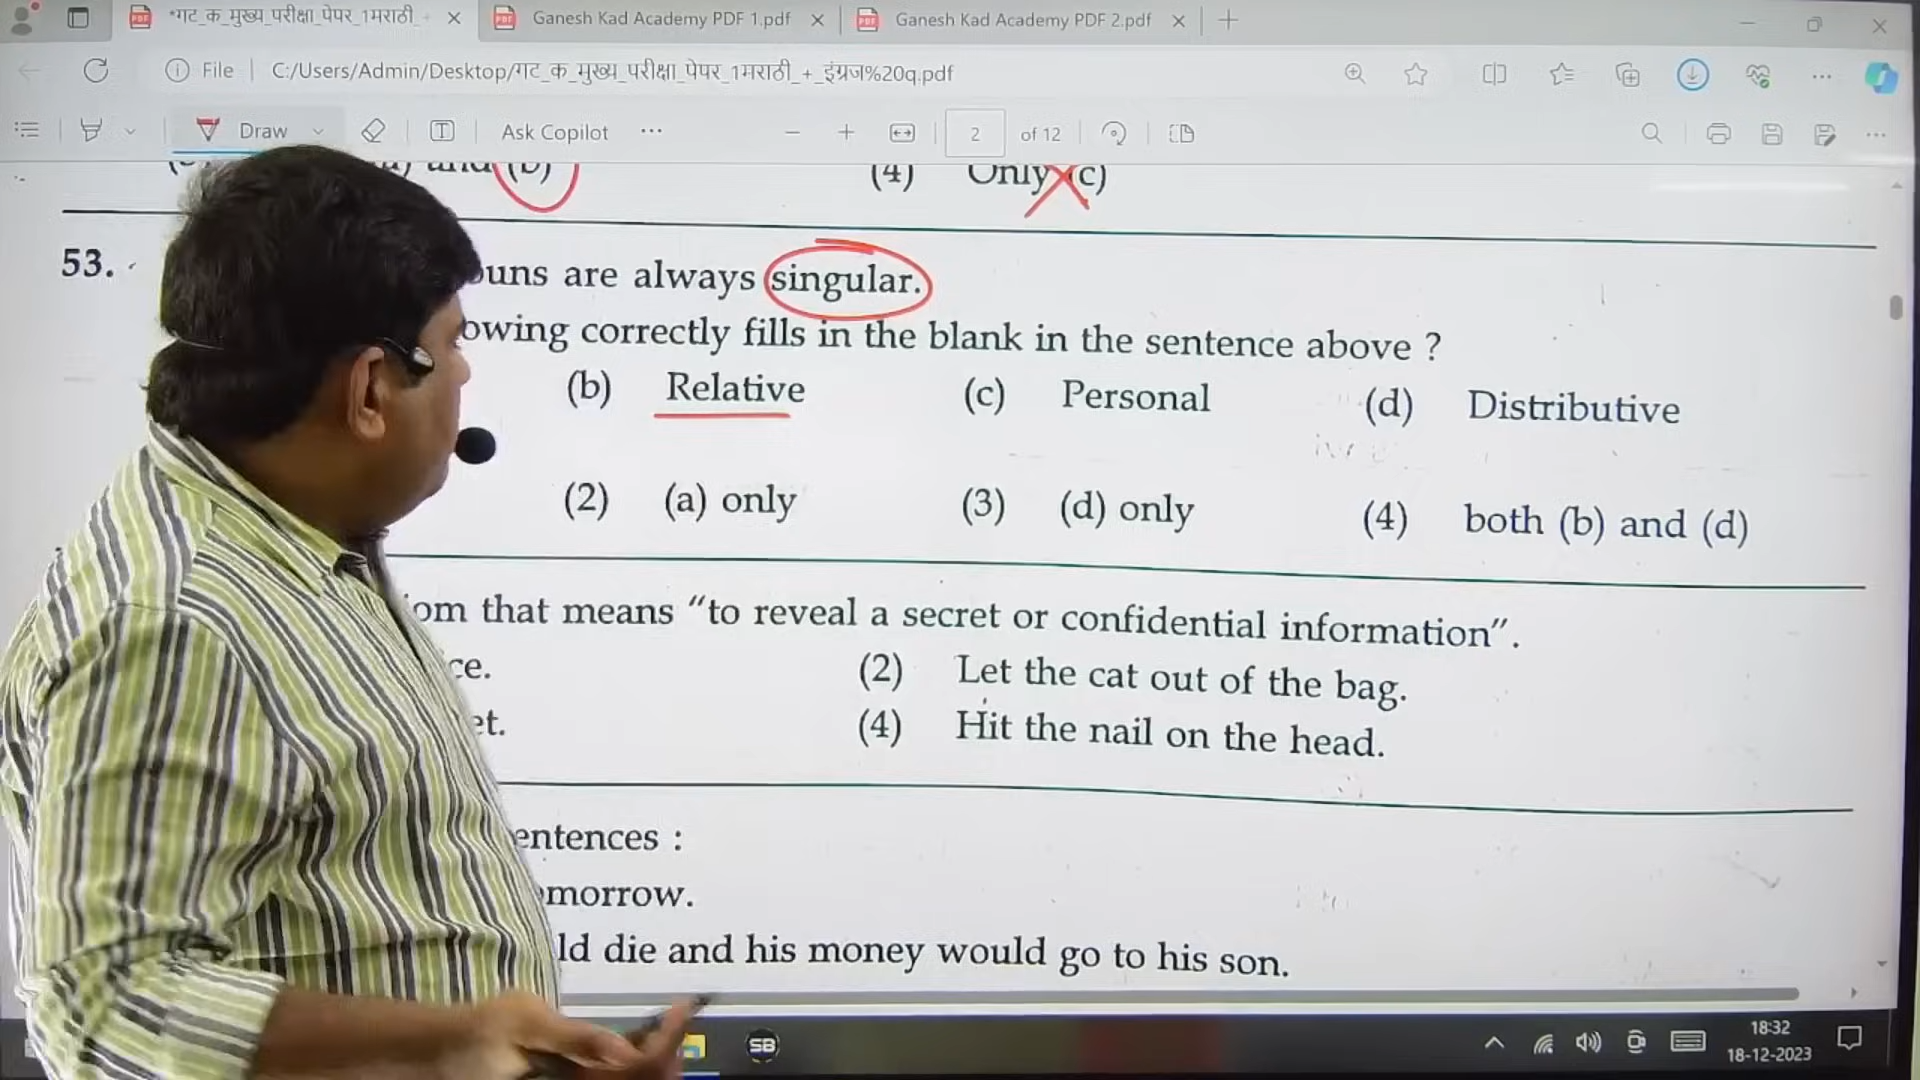 *गट_क_मुख्य_परीक्षा_पेपर_1मराठी_+
Ganesh Kad Academy PDF 1.pdf
Ganesh Kad Academy PDF 2.pdf
File
C:/Users/Admin/Desktop/गट_क_मुख्य_परीक्षा_पेपर_1मराठी_+_इंग्रज%20q.pdf
Draw
Ask Copilot
2 of 12
and (b)
(4) Only (c)
53. ouns are always singular.
owing correctly fills in the blank in the sentence above ?
(b) Relative (c) Personal (d) Distributive
(2) (a) only (3) (d) only (4) both (b) and (d)
om that means "to reveal a secret or confidential information".
ce. (2) Let the cat out of the bag.
et. (4) Hit the nail on the head.
entences :
omorrow.
ld die and his money would go to his son.
SB
18:32
18-12-2023